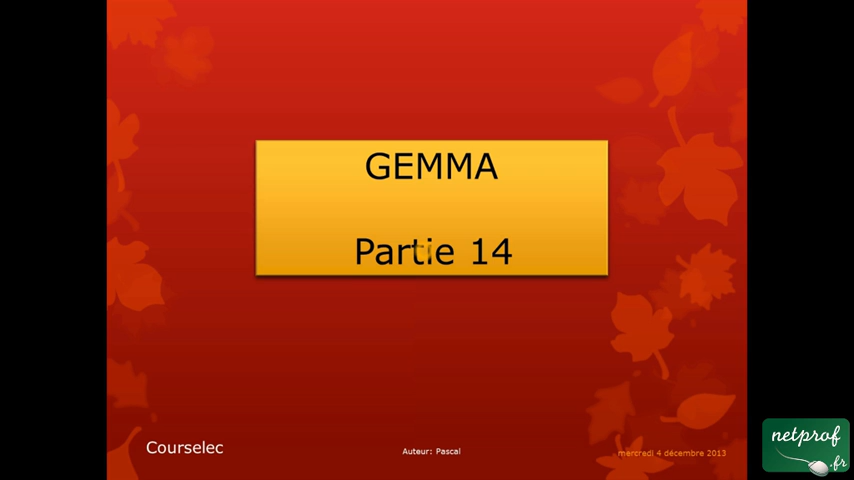 GEMMA
Partie 14
Courselec
Auteur: Pascal
mercredi 4 décembre 2013
netprof
.fr